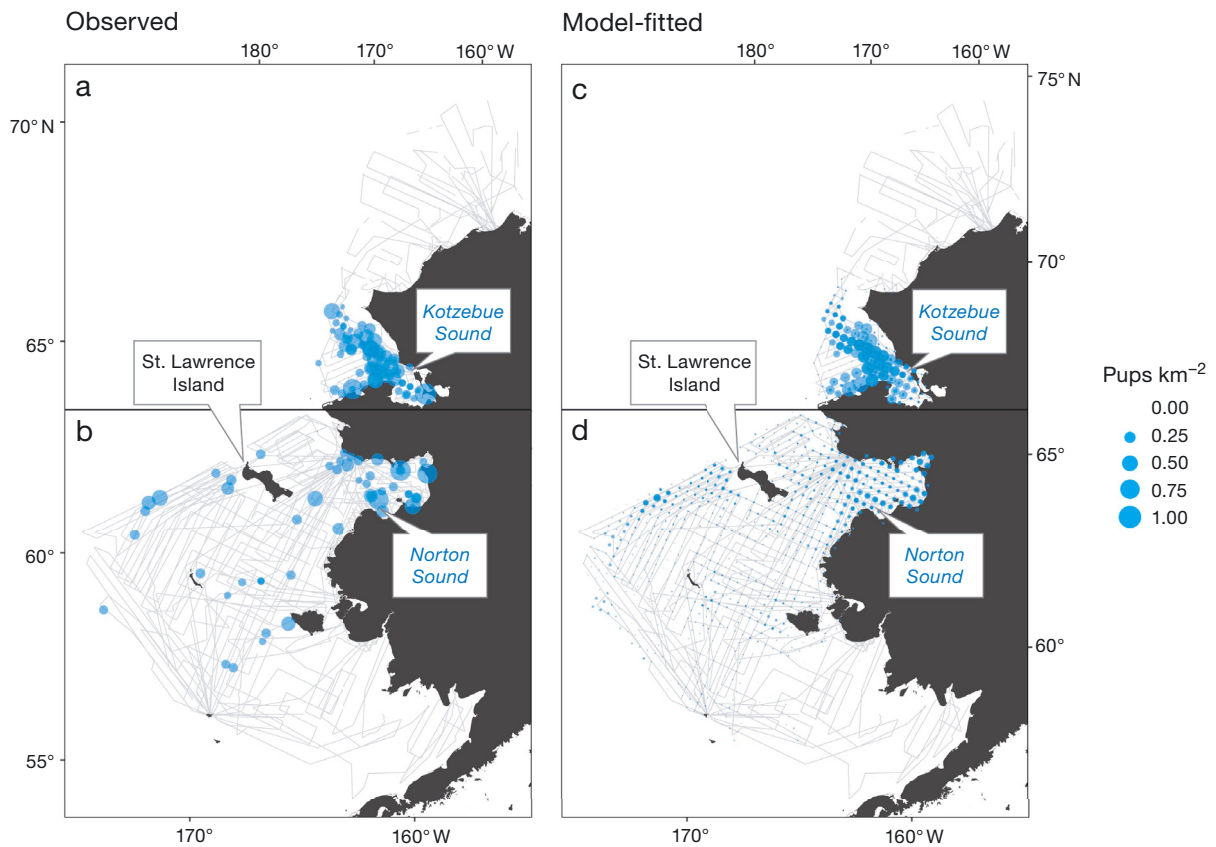 Observed
Model-fitted
180° 170° 160° W
180° 170° 160° W
a
c
75° N
70° N
70°
Kotzebue
Sound
Kotzebue
Sound
65°
St. Lawrence
Island
St. Lawrence
Island
Pups km⁻²
0.00
0.25
0.50
0.75
1.00
b
d
65°
60°
Norton
Sound
Norton
Sound
60°
55°
170° 160° W
170° 160° W